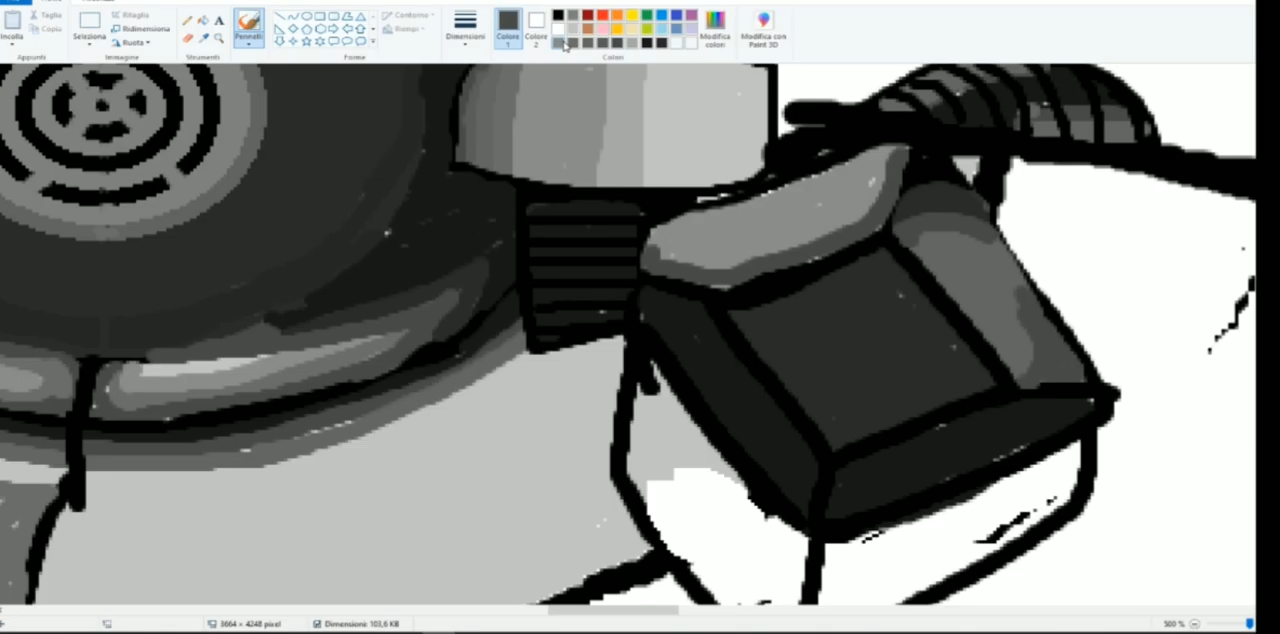 Taglia
Copia
Incolla
Appunti
Seleziona
Ritaglia
Ridimensiona
Ruota
Immagine
A
Strumenti
Pennelli
Contorno
Riempi
Forme
Dimensioni
Colore
1
Colore
2
Colori
Modifica
colori
Modifica con
Paint 3D
3664 × 4248 pixel
Dimensioni: 103,6 KB
500 %